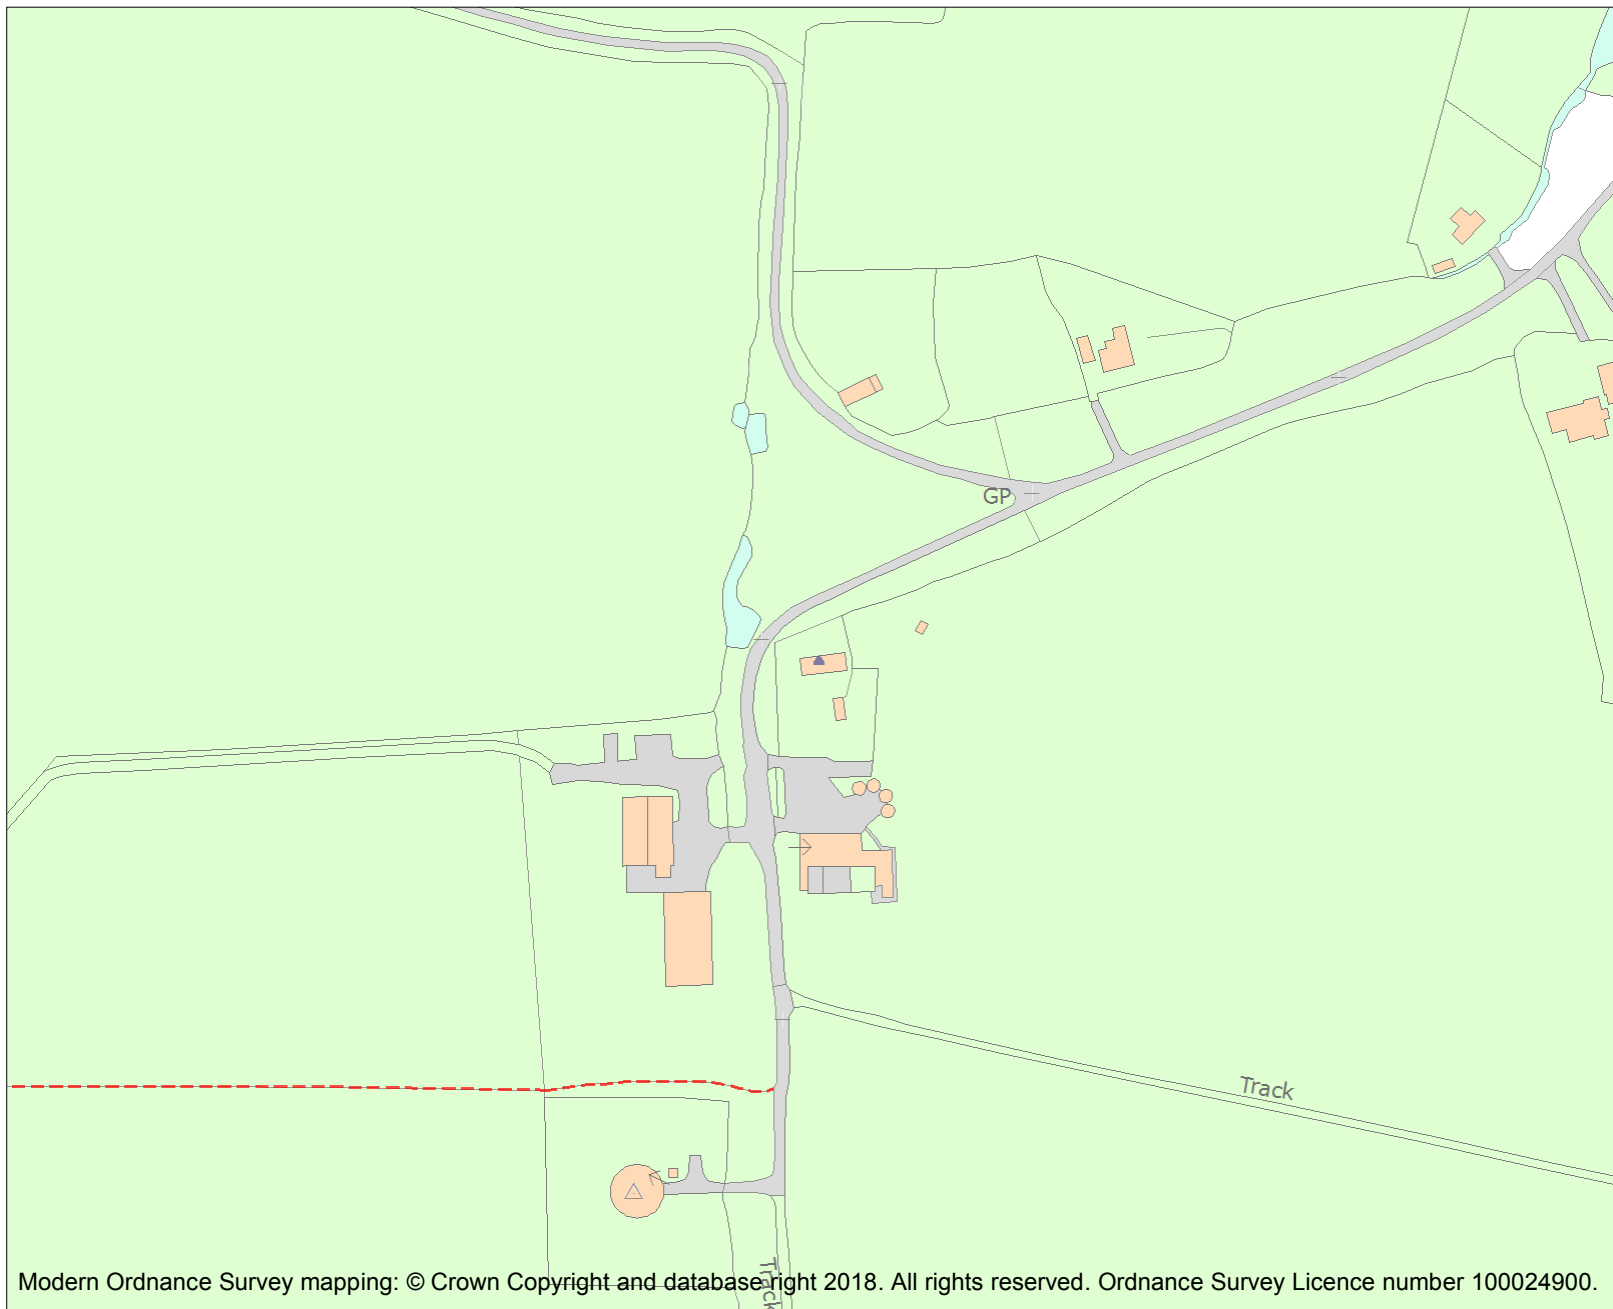 GP
Track
Track
Modern Ordnance Survey mapping: © Crown Copyright and database right 2018. All rights reserved. Ordnance Survey Licence number 100024900.